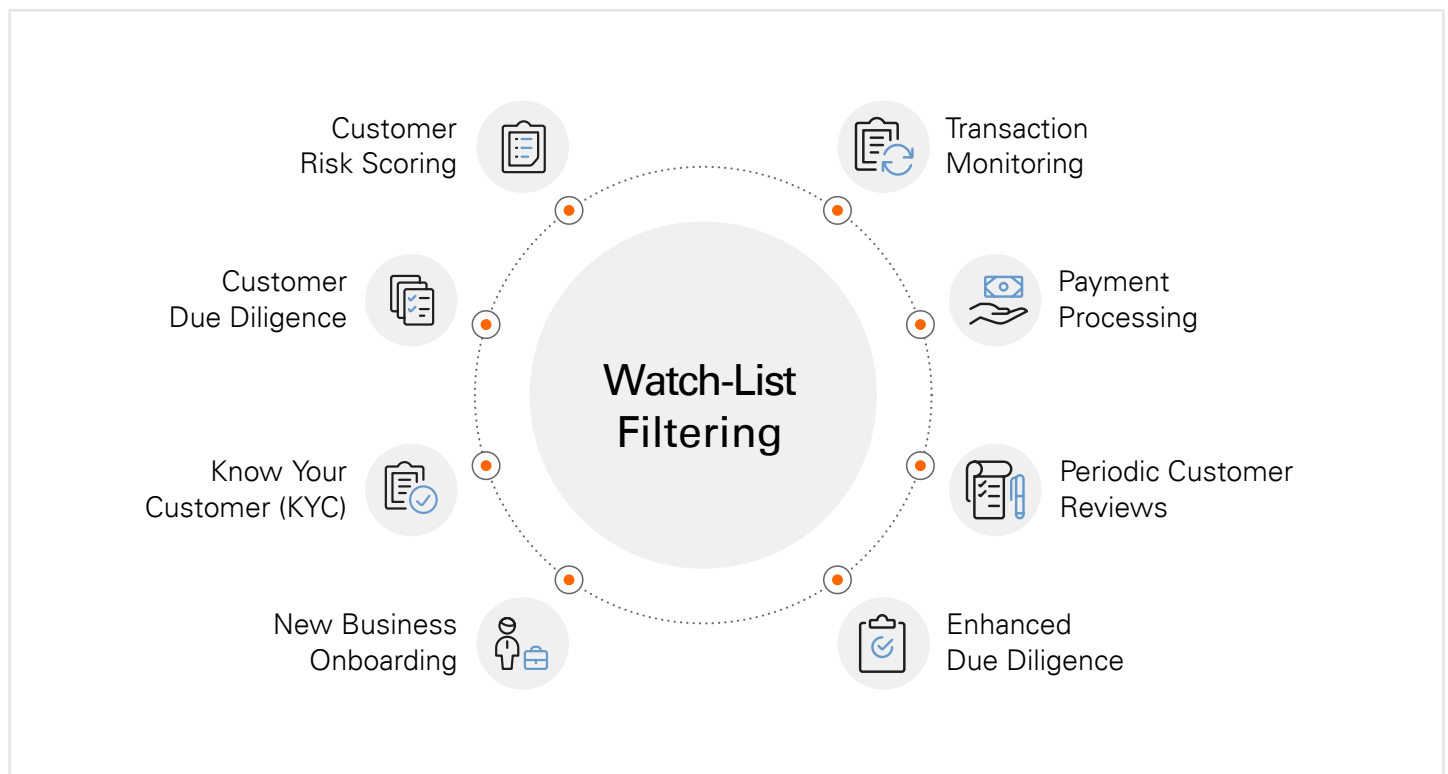 Customer
Risk Scoring
Transaction
Monitoring
Customer
Due Diligence
Payment
Processing
Watch-List
Filtering
Know Your
Customer (KYC)
Periodic Customer
Reviews
New Business
Onboarding
Enhanced
Due Diligence